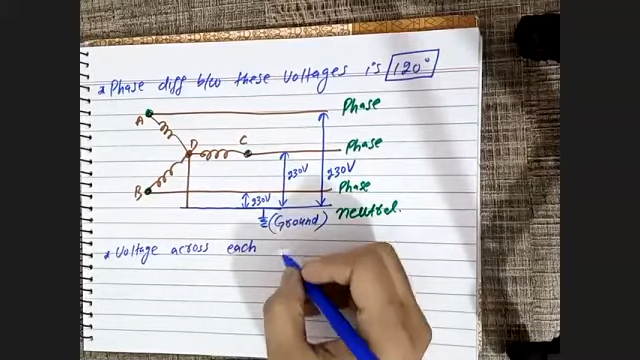 * Phase diff b/w these Voltages is 120°
Phase
A
D
C
Phase
230V
230V
B
Phase
230V
(Ground)
neutral.
* Voltage across each